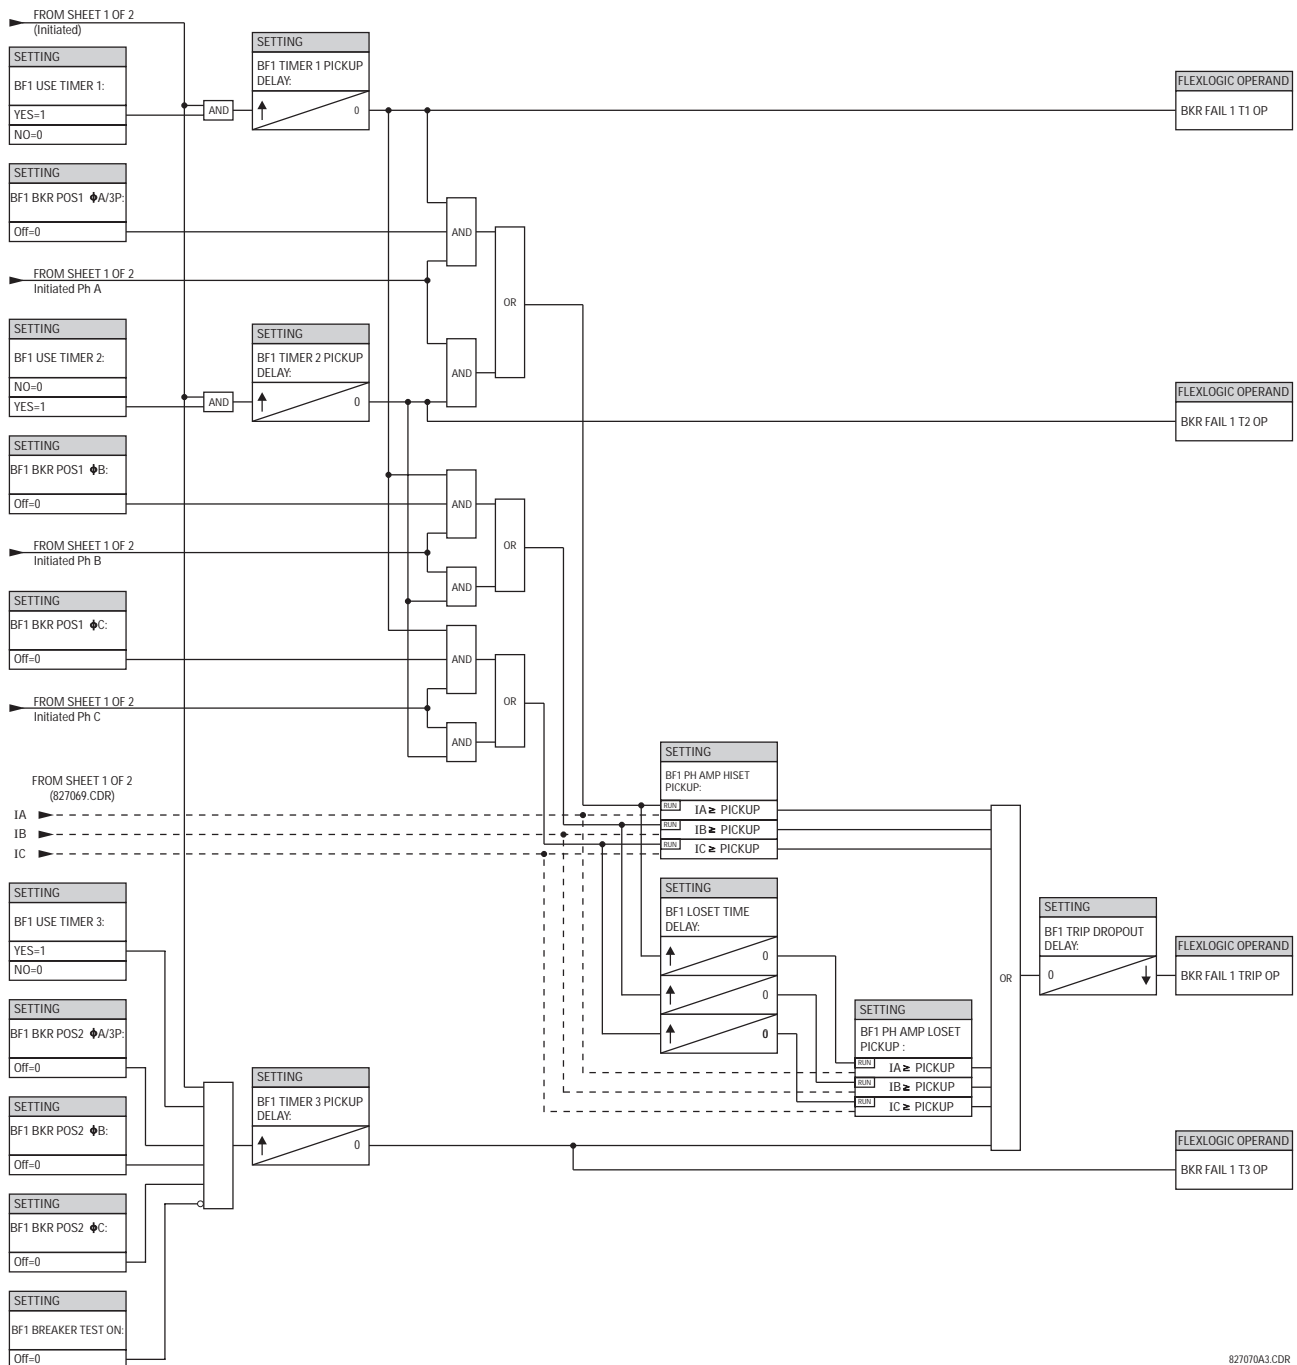 FROM SHEET 1 OF 2
(Initiated)
SETTING
BF1 USE TIMER 1:
YES=1
NO=0
SETTING
BF1 TIMER 1 PICKUP
DELAY:
0
AND
FLEXLOGIC OPERAND
BKR FAIL 1 T1 OP
SETTING
BF1 BKR POS1 ϕA/3P:
Off=0
AND
FROM SHEET 1 OF 2
Initiated Ph A
OR
SETTING
BF1 USE TIMER 2:
NO=0
YES=1
SETTING
BF1 TIMER 2 PICKUP
DELAY:
0
AND
AND
FLEXLOGIC OPERAND
BKR FAIL 1 T2 OP
SETTING
BF1 BKR POS1 ϕB:
Off=0
AND
OR
FROM SHEET 1 OF 2
Initiated Ph B
AND
SETTING
BF1 BKR POS1 ϕC:
Off=0
AND
OR
FROM SHEET 1 OF 2
Initiated Ph C
AND
FROM SHEET 1 OF 2
(827069.CDR)
IA
IB
IC
SETTING
BF1 PH AMP HISET
PICKUP:
RUN IA ≥ PICKUP
RUN IB ≥ PICKUP
RUN IC ≥ PICKUP
SETTING
BF1 USE TIMER 3:
YES=1
NO=0
SETTING
BF1 LOSET TIME
DELAY:
0
0
0
OR
SETTING
BF1 TRIP DROPOUT
DELAY:
0
FLEXLOGIC OPERAND
BKR FAIL 1 TRIP OP
SETTING
BF1 BKR POS2 ϕA/3P:
Off=0
SETTING
BF1 PH AMP LOSET
PICKUP :
RUN IA ≥ PICKUP
RUN IB ≥ PICKUP
RUN IC ≥ PICKUP
SETTING
BF1 TIMER 3 PICKUP
DELAY:
0
SETTING
BF1 BKR POS2 ϕB:
Off=0
FLEXLOGIC OPERAND
BKR FAIL 1 T3 OP
SETTING
BF1 BKR POS2 ϕC:
Off=0
SETTING
BF1 BREAKER TEST ON:
Off=0
827070A3.CDR